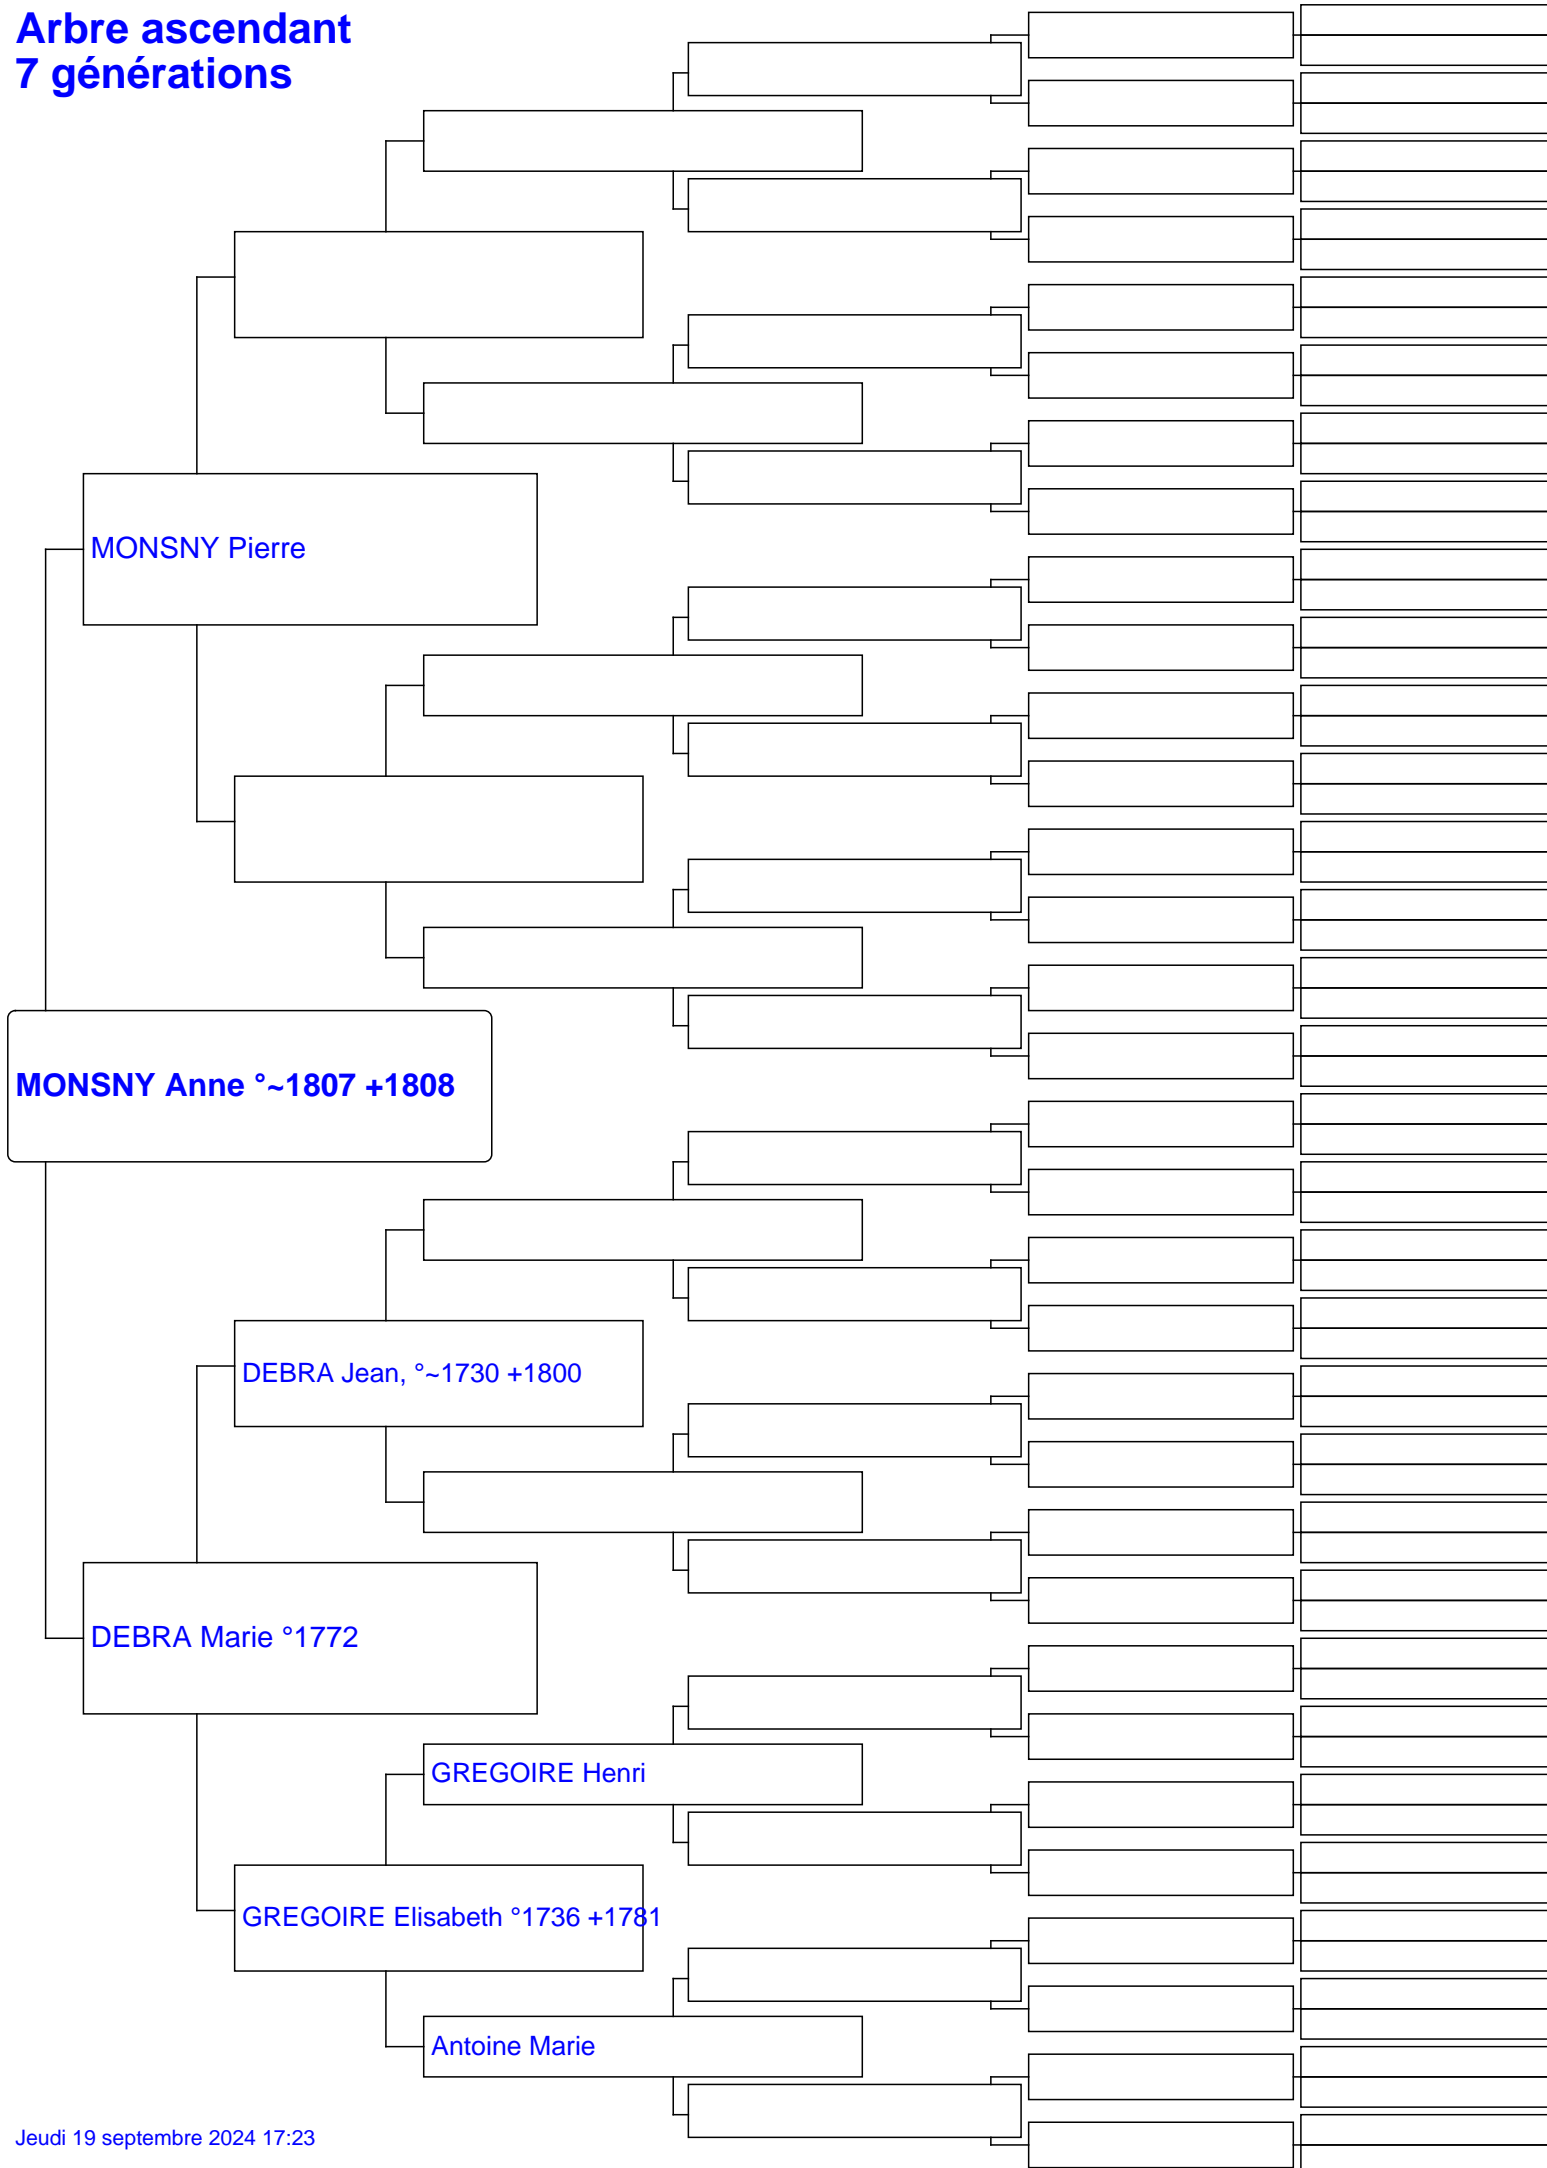 Arbre ascendant
7 générations
MONSNY Pierre
MONSNY Anne °~1807 +1808
DEBRA Jean, °~1730 +1800
DEBRA Marie °1772
GREGOIRE Henri
GREGOIRE Elisabeth °1736 +1781
Antoine Marie
Jeudi 19 septembre 2024 17:23